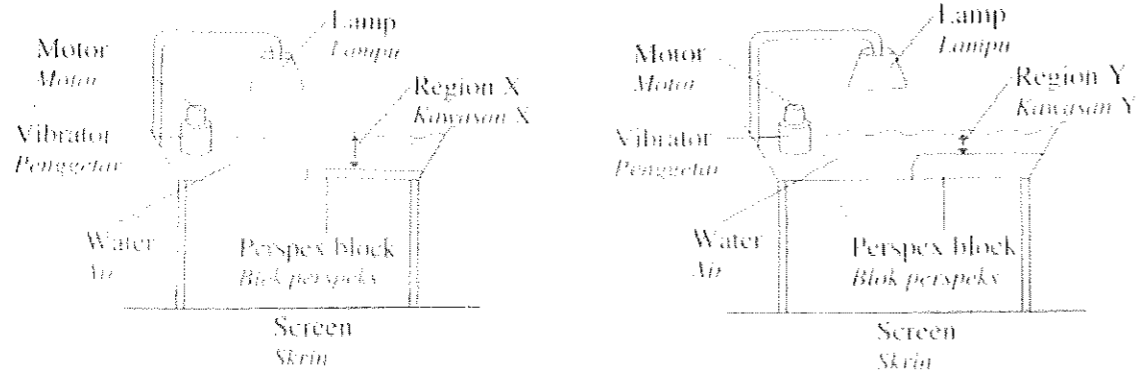 Lamp
Lampu
Motor
Motor
Region X
Kawasan X
Vibrator
Penggetar
Water
Air
Perspex block
Blok perspeks
Screen
Skrin
Lamp
Lampu
Motor
Motor
Region Y
Kawasan Y
Vibrator
Penggetar
Water
Air
Perspex block
Blok perspeks
Screen
Skrin